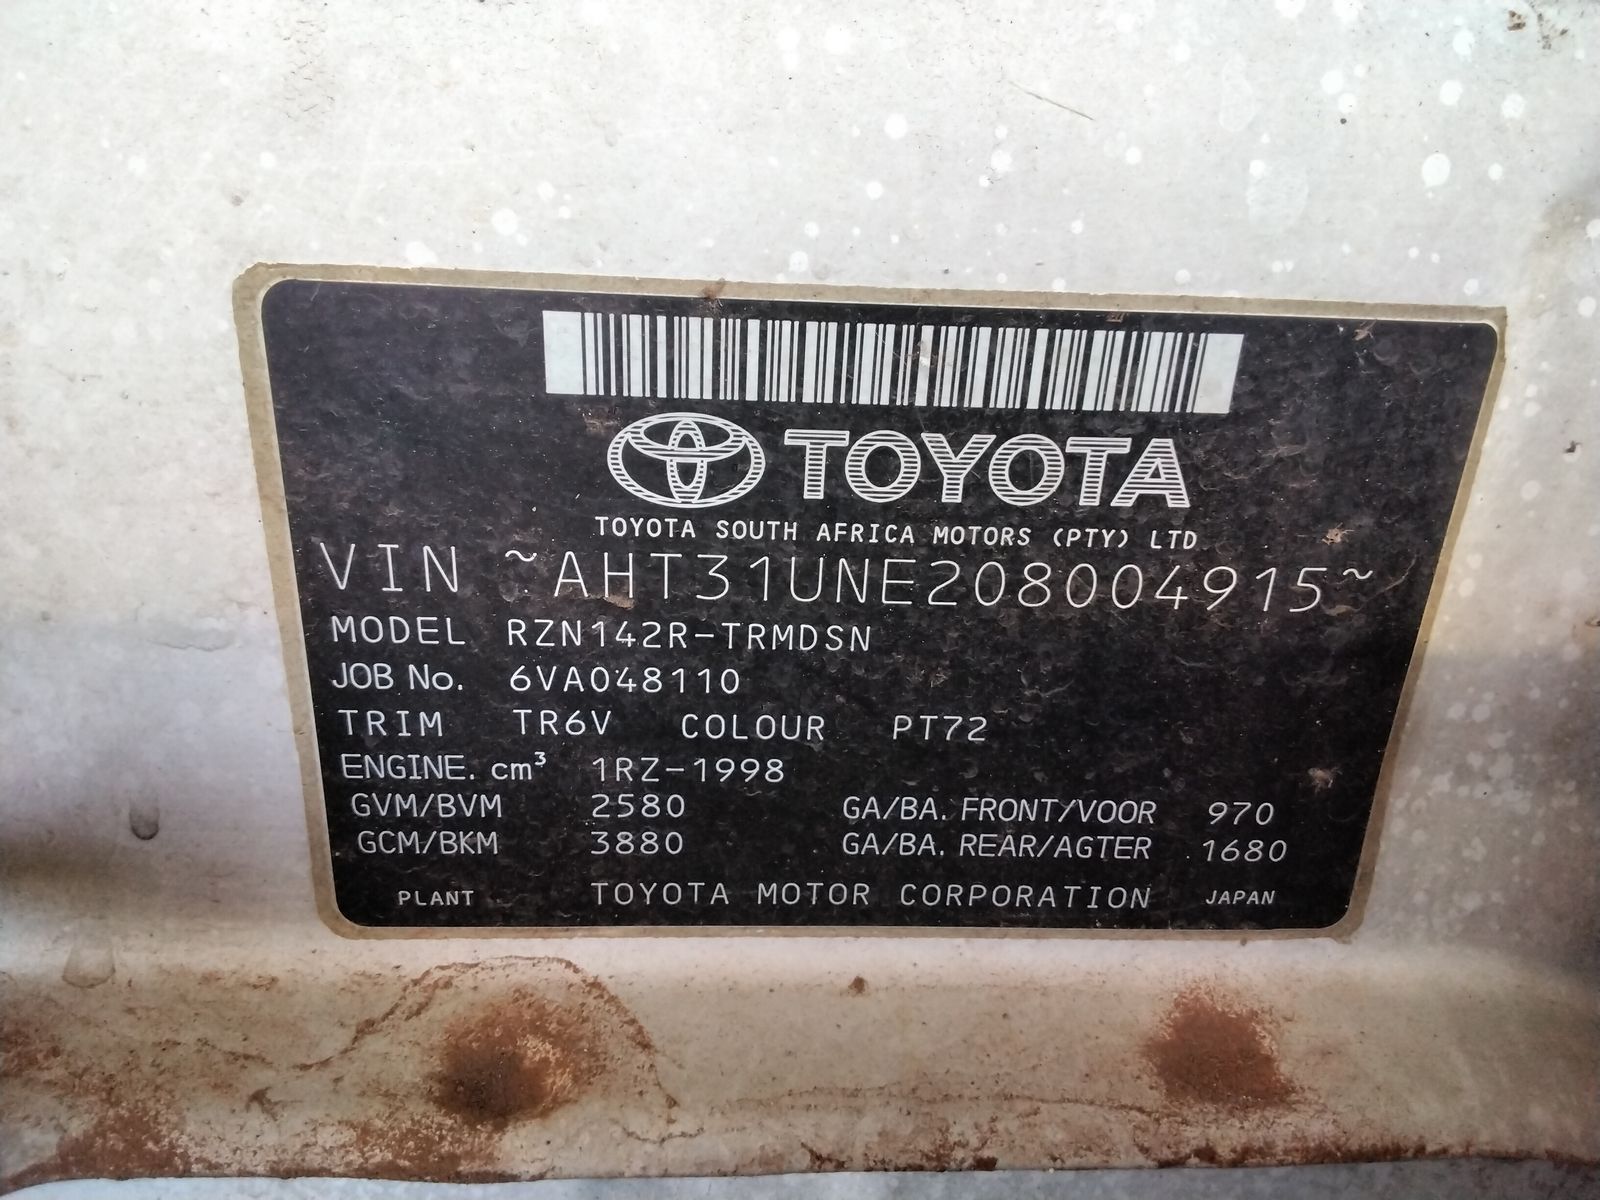 TOYOTA
TOYOTA SOUTH AFRICA MOTORS (PTY) LTD
VIN ~AHT31UNE208004915~
MODEL RZN142R-TRMDSN
JOB No. 6VA048110
TRIM TR6V COLOUR PT72
ENGINE. cm³ 1RZ-1998
GVM/BVM 2580 GA/BA. FRONT/VOOR 970
GCM/BKM 3880 GA/BA. REAR/AGTER 1680
PLANT TOYOTA MOTOR CORPORATION JAPAN